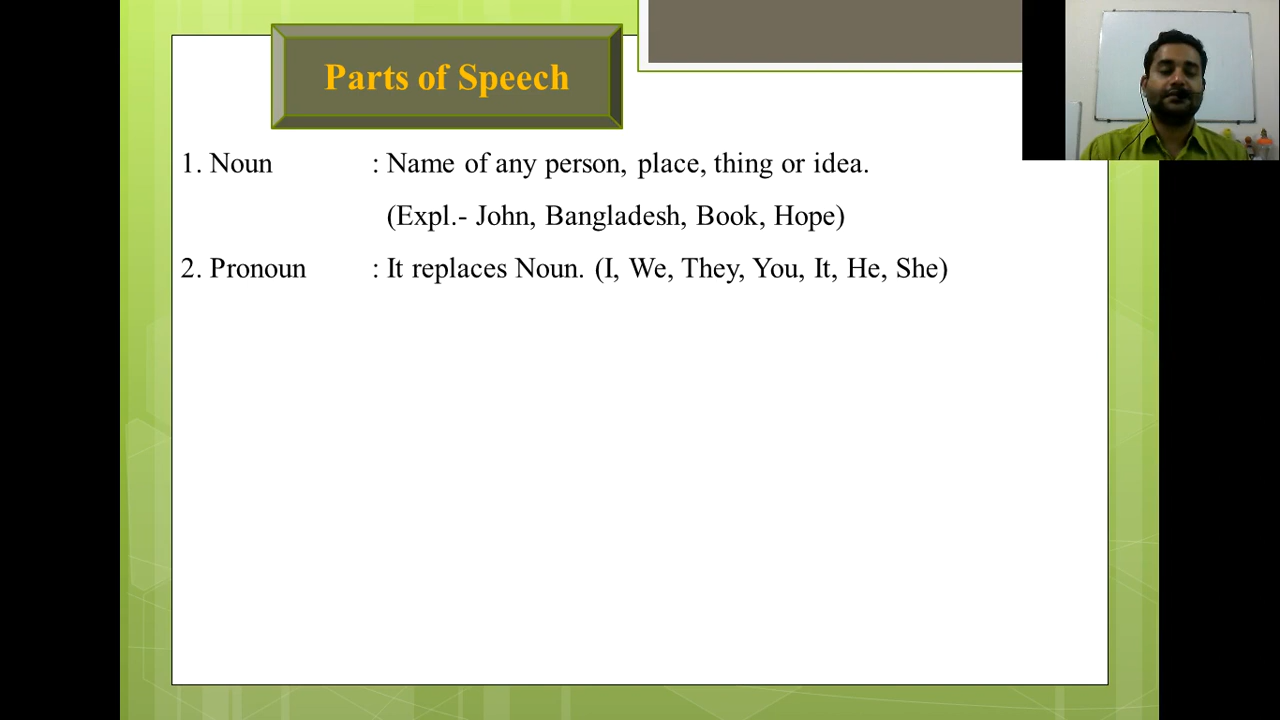 Parts of Speech
1. Noun : Name of any person, place, thing or idea.
(Expl.- John, Bangladesh, Book, Hope)
2. Pronoun : It replaces Noun. (I, We, They, You, It, He, She)